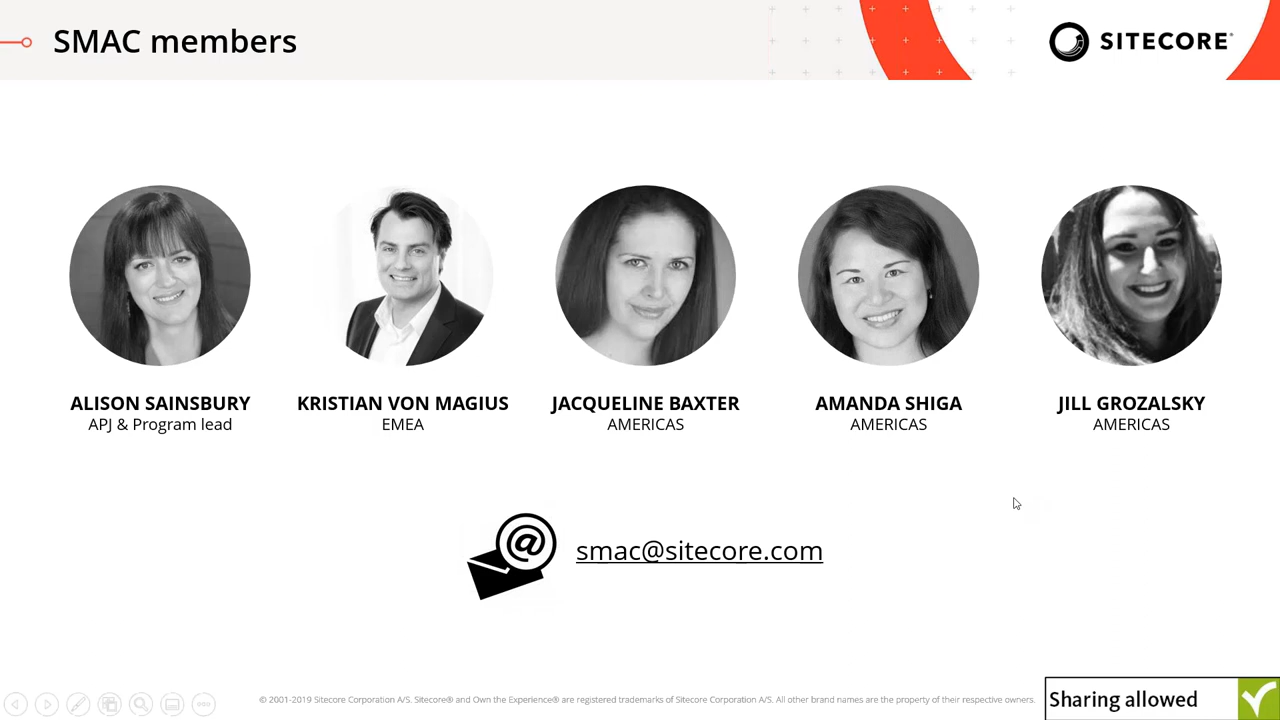 SMAC members
SITECORE®
ALISON SAINSBURY
APJ & Program lead
KRISTIAN VON MAGIUS
EMEA
JACQUELINE BAXTER
AMERICAS
AMANDA SHIGA
AMERICAS
JILL GROZALSKY
AMERICAS
@
smac@sitecore.com
© 2001-2019 Sitecore Corporation A/S. Sitecore® and Own the Experience® are registered trademarks of Sitecore Corporation A/S. All other brand names are the property of their respective owners.
Sharing allowed